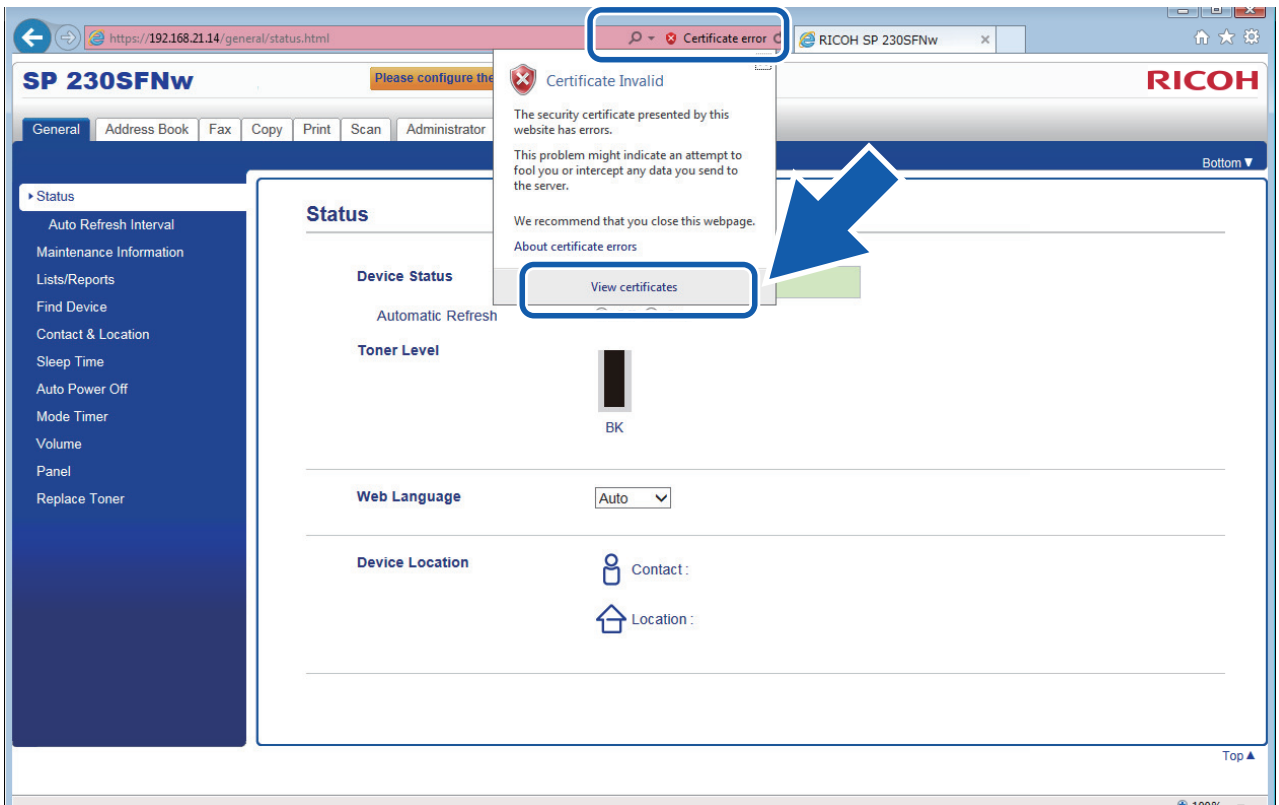 https://192.168.21.14/general/status.html
Certificate error
RICOH SP 230SFNw
SP 230SFNw
Please configure the
RICOH
General
Address Book
Fax
Copy
Print
Scan
Administrator
Certificate Invalid
The security certificate presented by this
website has errors.
This problem might indicate an attempt to
fool you or intercept any data you send to
the server.
We recommend that you close this webpage.
About certificate errors
View certificates
Bottom▼
Status
Auto Refresh Interval
Maintenance Information
Lists/Reports
Find Device
Contact & Location
Sleep Time
Auto Power Off
Mode Timer
Volume
Panel
Replace Toner
Status
Device Status
Automatic Refresh
Toner Level
BK
Web Language
Auto
Device Location
Contact :
Location :
Top▲